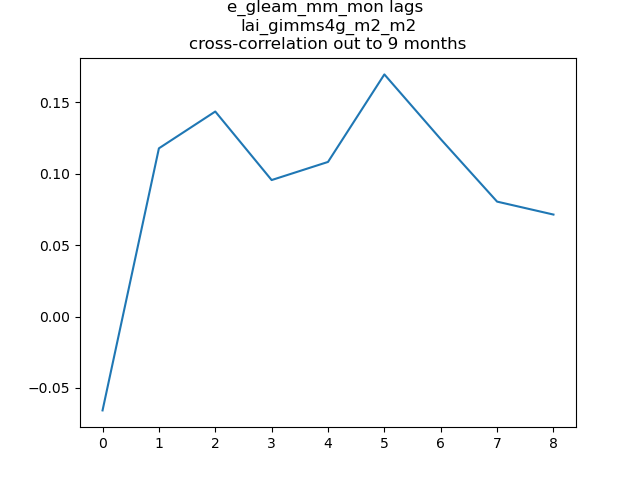 e_gleam_mm_mon lags
lai_gimms4g_m2_m2
cross-correlation out to 9 months
0.15
0.10
0.05
0.00
−0.05
0 1 2 3 4 5 6 7 8